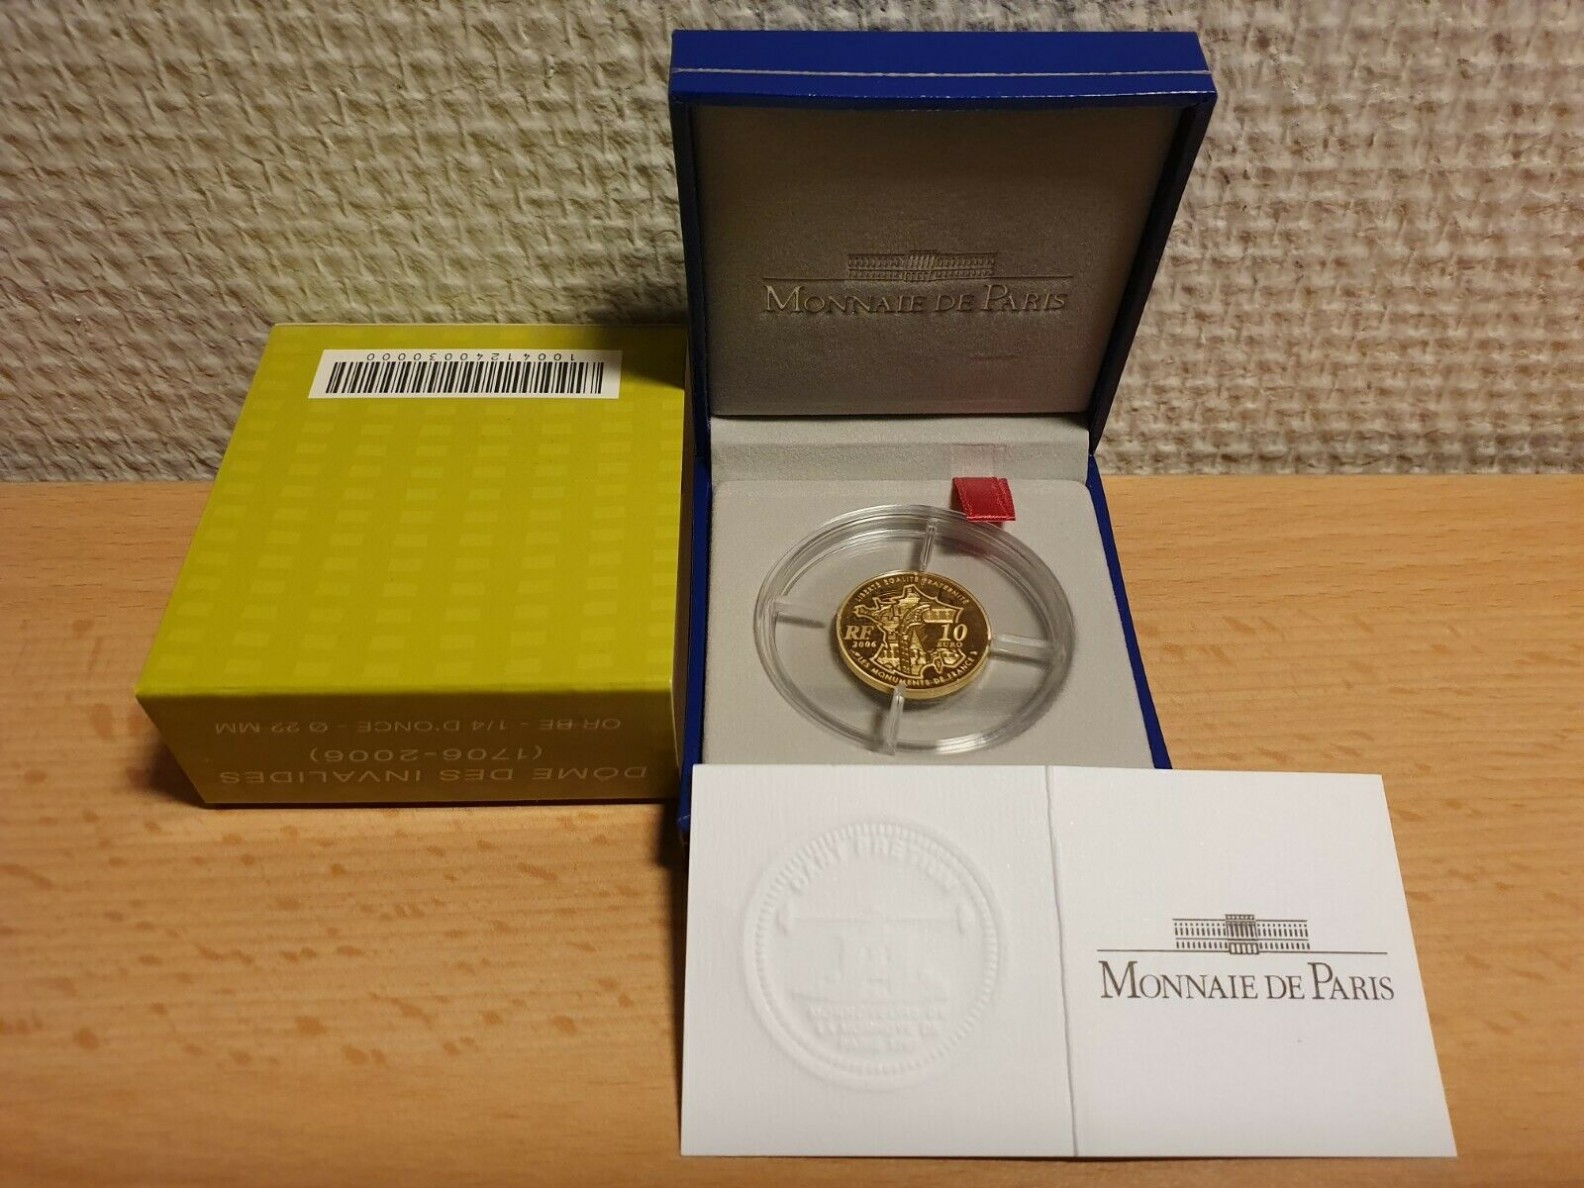 MONNAIE DE PARIS
10041240030000
OR BE - 1/4 D'ONCE - Ø 22 MM
(1706-2006)
DÔME DES INVALIDES
LIBERTÉ ÉGALITÉ FRATERNITÉ
RF 10
2006 EURO
MONUMENTS DE FRANCE
MONNAIE DE PARIS